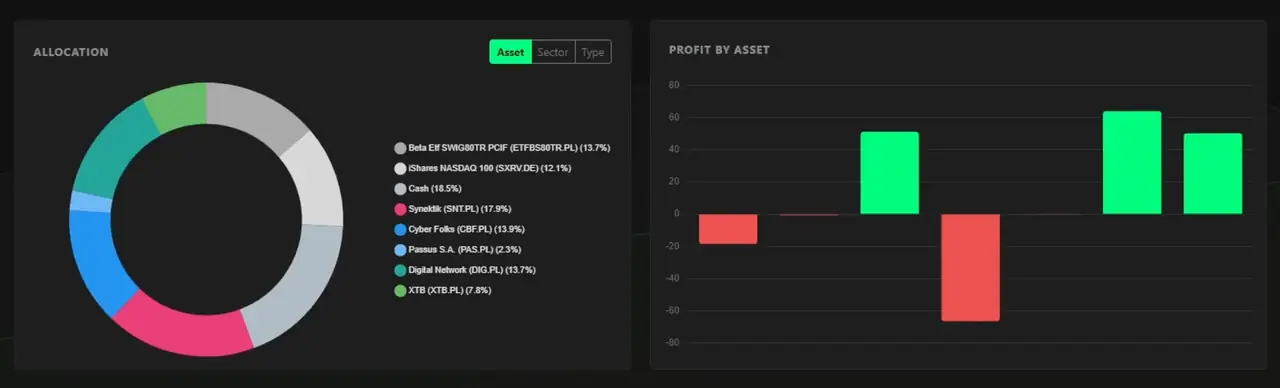 ALLOCATION
Asset Sector Type
Beta Etf SWIG80TR PCIF (ETFBS80TR.PL) (13.7%)
iShares NASDAQ 100 (SXRV.DE) (12.1%)
Cash (18.5%)
Synektik (SNT.PL) (17.9%)
Cyber Folks (CBF.PL) (13.9%)
Passus S.A. (PAS.PL) (2.3%)
Digital Network (DIG.PL) (13.7%)
XTB (XTB.PL) (7.8%)
PROFIT BY ASSET
80
60
40
20
0
-20
-40
-60
-80